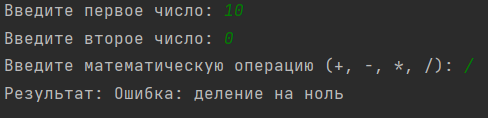 Введите первое число: 10
Введите второе число: 0
Введите математическую операцию (+, -, *, /): /
Результат: Ошибка: деление на ноль